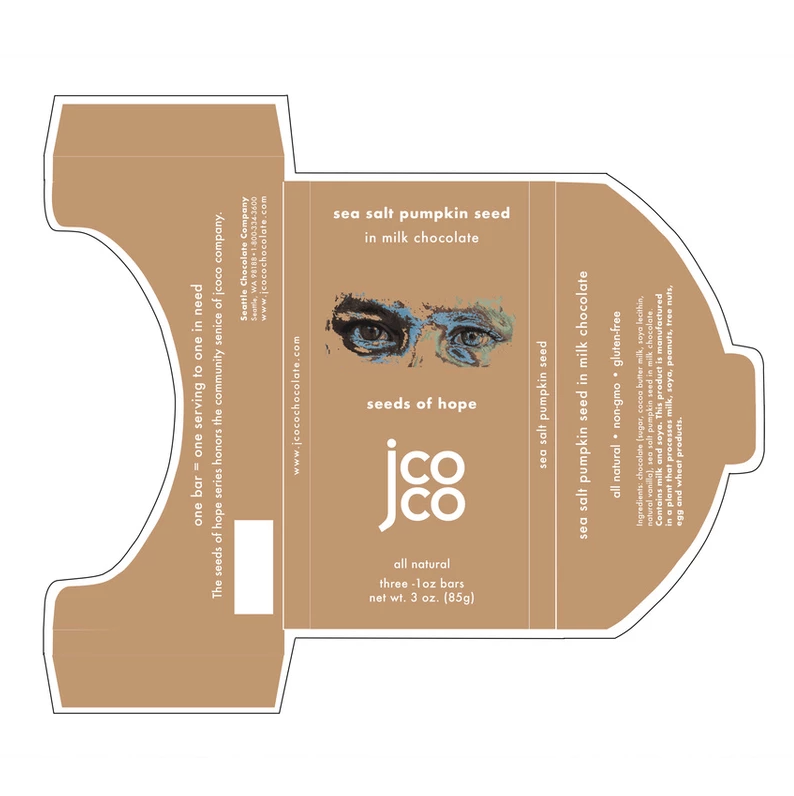 one bar = one serving to one in need
The seeds of hope series honors the community senice of jcoco company.
Seattle Chocolate Company
Seattle, WA 98188 • 1-800-334-3600
www.jcocochocolate.com
www.jcocochocolate.com
sea salt pumpkin seed
in milk chocolate
seeds of hope
jco
jco
all natural
three -1oz bars
net wt. 3 oz. (85g)
sea salt pumpkin seed
sea salt pumpkin seed in milk chocolate
all natural • non-gmo • gluten-free
Ingredients: chocolate (sugar, cocoa butter milk, soya lecithin,
natural vanilla), sea salt pumpkin seed in milk chocolate.
Contains milk and soya. This product is manufactured
in a plant that processes milk, soya, peanuts, tree nuts,
egg and wheat products.